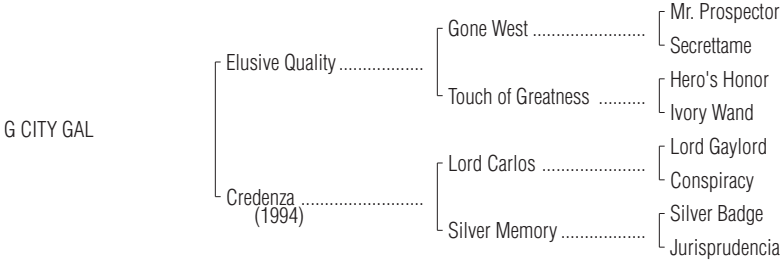 Mr. Prospector
Gone West ........................
Secrettame
Elusive Quality ..................
Hero's Honor
Touch of Greatness ..........
Ivory Wand
G CITY GAL
Lord Gaylord
Lord Carlos ......................
Conspiracy
Credenza ..........................
(1994)
Silver Badge
Silver Memory ..................
Jurisprudencia